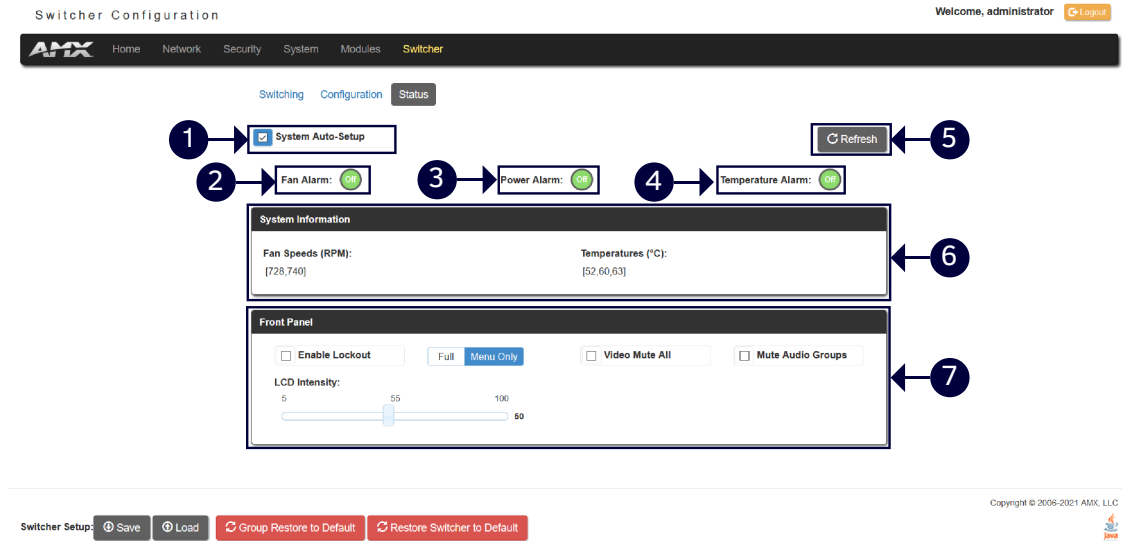 Switcher Configuration
Welcome, administrator Logout
AMX Home Network Security System Modules Switcher
Switching Configuration Status
1 System Auto-Setup Refresh 5
2 Fan Alarm: Off 3 Power Alarm: Off 4 Temperature Alarm: Off
System Information
Fan Speeds (RPM): Temperatures (°C):
[728,740] [52,60,63]
6
Front Panel
Enable Lockout Full Menu Only Video Mute All Mute Audio Groups
7
LCD Intensity:
5 55 100
50
Copyright © 2006-2021 AMX, LLC
Switcher Setup: Save Load Group Restore to Default Restore Switcher to Default
Java